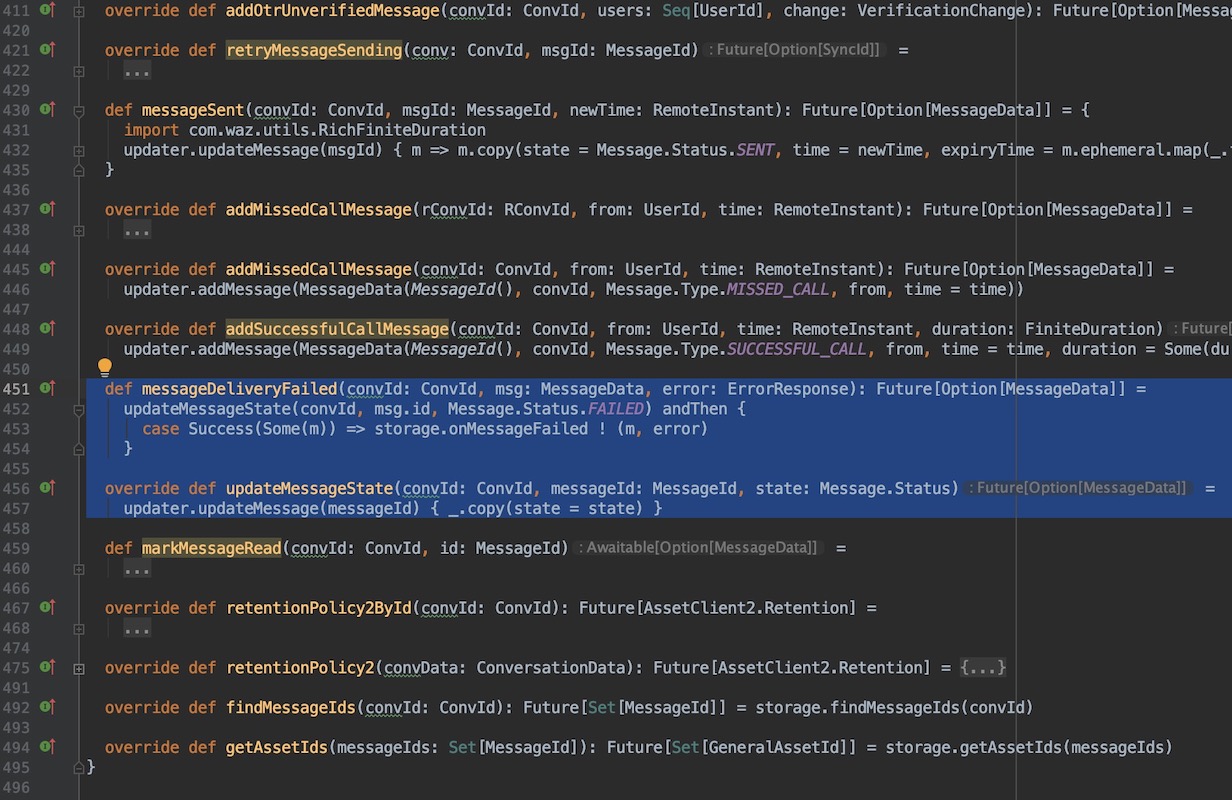 411 override def addOtrUnverifiedMessage(convId: ConvId, users: Seq[UserId], change: VerificationChange): Future[Option[Messa
420
421 override def retryMessageSending(conv: ConvId, msgId: MessageId) : Future[Option[SyncId]] =
422 ...
429
430 def messageSent(convId: ConvId, msgId: MessageId, newTime: RemoteInstant): Future[Option[MessageData]] = {
431 import com.waz.utils.RichFiniteDuration
432 updater.updateMessage(msgId) { m => m.copy(state = Message.Status.SENT, time = newTime, expiryTime = m.ephemeral.map(_.
435 }
436
437 override def addMissedCallMessage(rConvId: RConvId, from: UserId, time: RemoteInstant): Future[Option[MessageData]] =
438 ...
444
445 override def addMissedCallMessage(convId: ConvId, from: UserId, time: RemoteInstant): Future[Option[MessageData]] =
446 updater.addMessage(MessageData(MessageId(), convId, Message.Type.MISSED_CALL, from, time = time))
447
448 override def addSuccessfulCallMessage(convId: ConvId, from: UserId, time: RemoteInstant, duration: FiniteDuration) : Future[
449 updater.addMessage(MessageData(MessageId(), convId, Message.Type.SUCCESSFUL_CALL, from, time = time, duration = Some(du
450
451 def messageDeliveryFailed(convId: ConvId, msg: MessageData, error: ErrorResponse): Future[Option[MessageData]] =
452 updateMessageState(convId, msg.id, Message.Status.FAILED) andThen {
453 case Success(Some(m)) => storage.onMessageFailed ! (m, error)
454 }
455
456 override def updateMessageState(convId: ConvId, messageId: MessageId, state: Message.Status) : Future[Option[MessageData]] =
457 updater.updateMessage(messageId) { _.copy(state = state) }
458
459 def markMessageRead(convId: ConvId, id: MessageId) : Awaitable[Option[MessageData]] =
460 ...
466
467 override def retentionPolicy2ById(convId: ConvId): Future[AssetClient2.Retention] =
468 ...
474
475 override def retentionPolicy2(convData: ConversationData): Future[AssetClient2.Retention] = {...}
491
492 override def findMessageIds(convId: ConvId): Future[Set[MessageId]] = storage.findMessageIds(convId)
493
494 override def getAssetIds(messageIds: Set[MessageId]): Future[Set[GeneralAssetId]] = storage.getAssetIds(messageIds)
495 }
496